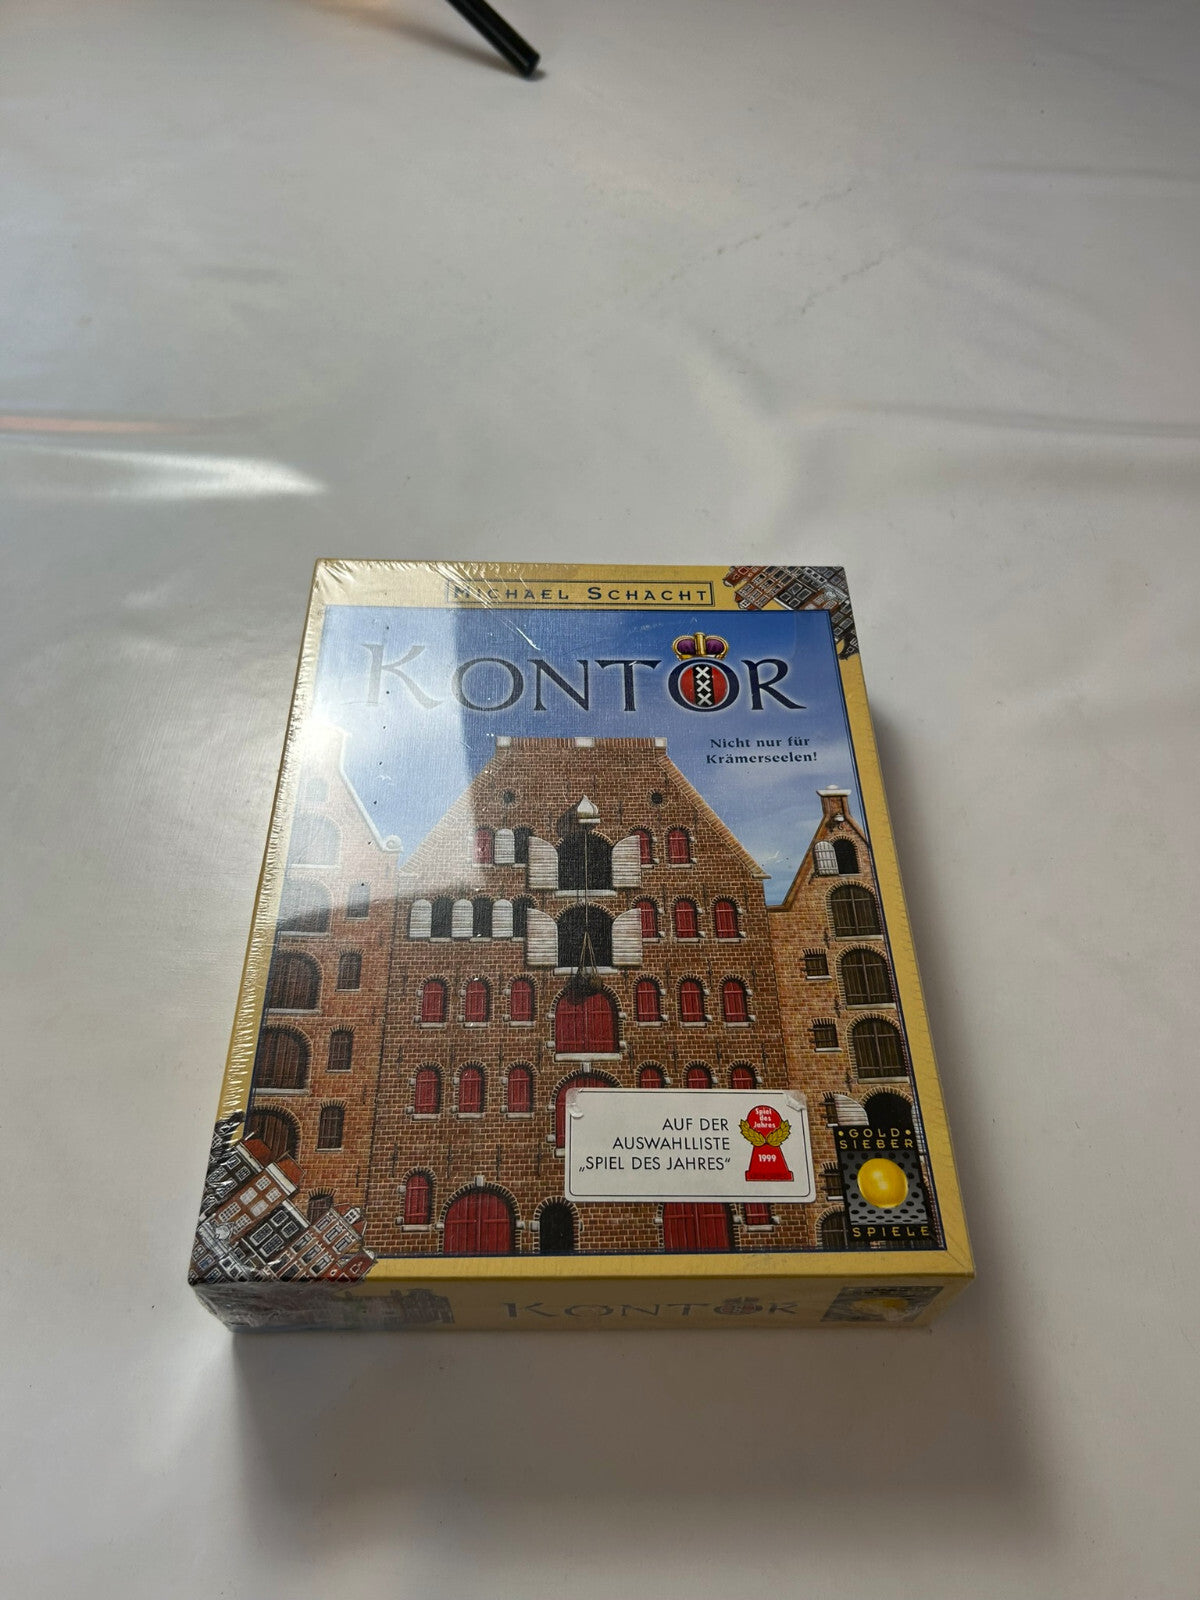 MICHAEL SCHACHT
KONTOR
XXX
Nicht nur für
Krämerseelen!
AUF DER
AUSWAHLLISTE
„SPIEL DES JAHRES“
Spiel
des
Jahres
1999
GOLD
SIEBER
SPIELE
KONTOR